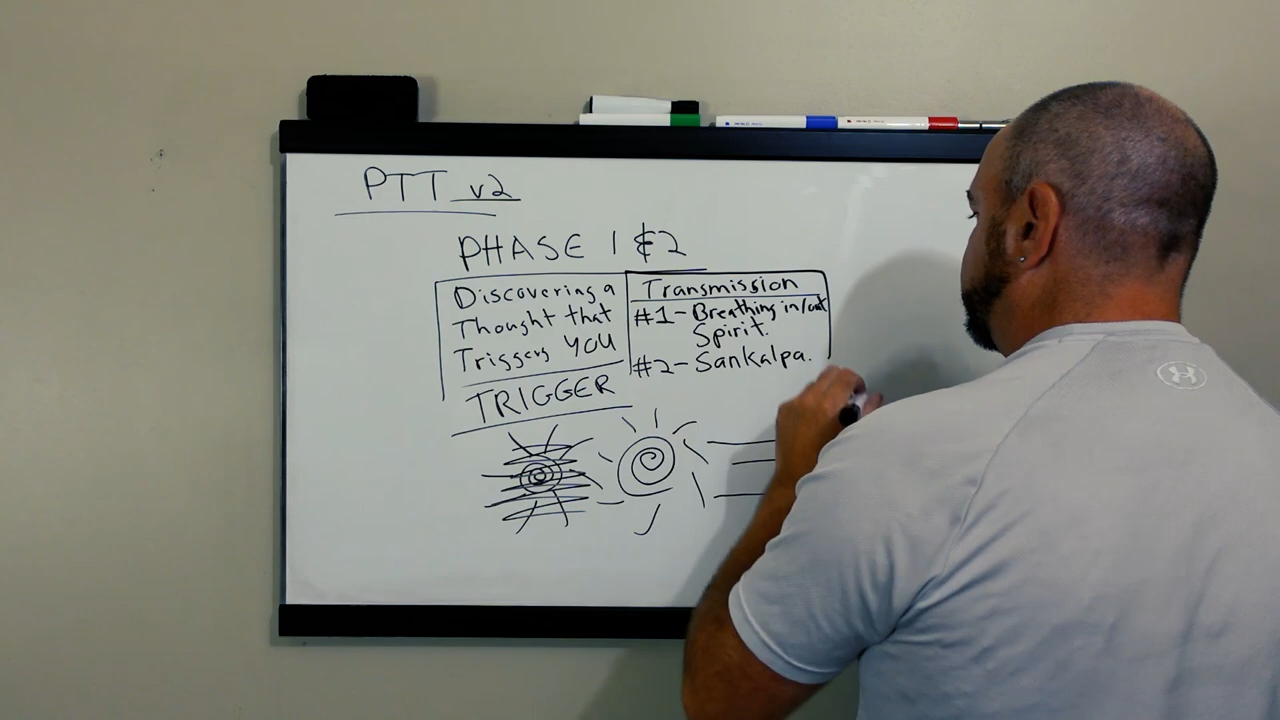 PTT v2
PHASE 1 & 2
Discovering a
Thought that
Triggers YOU
TRIGGER
Transmission
#1- Breathing in/out
Spirit.
#2- Sankalpa.